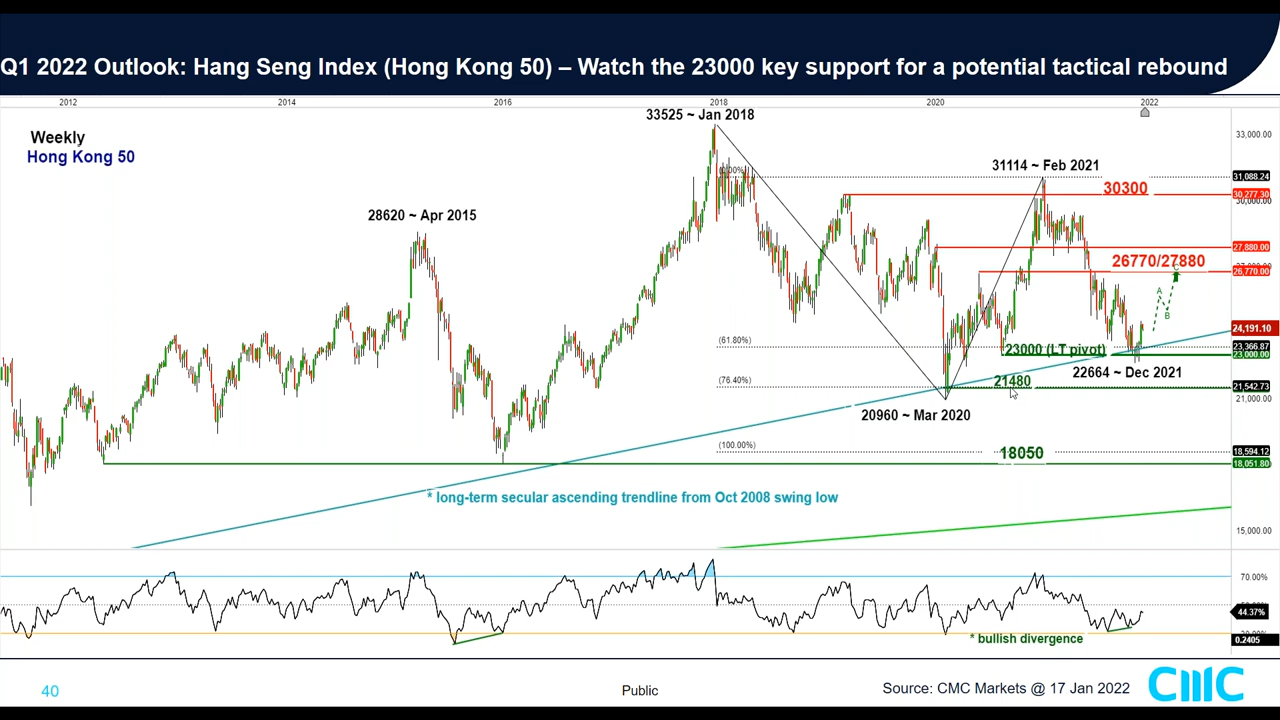 Q1 2022 Outlook: Hang Seng Index (Hong Kong 50) – Watch the 23000 key support for a potential tactical rebound
2012 2014 2016 2018 2020 2022
Weekly
Hong Kong 50
33525 ~ Jan 2018
33,000.00
31114 ~ Feb 2021
31,088.24
30300
30,277.30
30,000.00
28620 ~ Apr 2015
27,880.00
26770/27880
26,770.00
C
A
B
24,191.10
(61.80%)
23000 (LT pivot)
23,366.87
23,000.00
22664 ~ Dec 2021
(76.40%)
21480
21,542.73
21,000.00
20960 ~ Mar 2020
(100.00%)
18050
18,594.12
18,051.80
* long-term secular ascending trendline from Oct 2008 swing low
15,000.00
70.00%
44.37%
* bullish divergence
0.2405
40
Public
Source: CMC Markets @ 17 Jan 2022
CMC